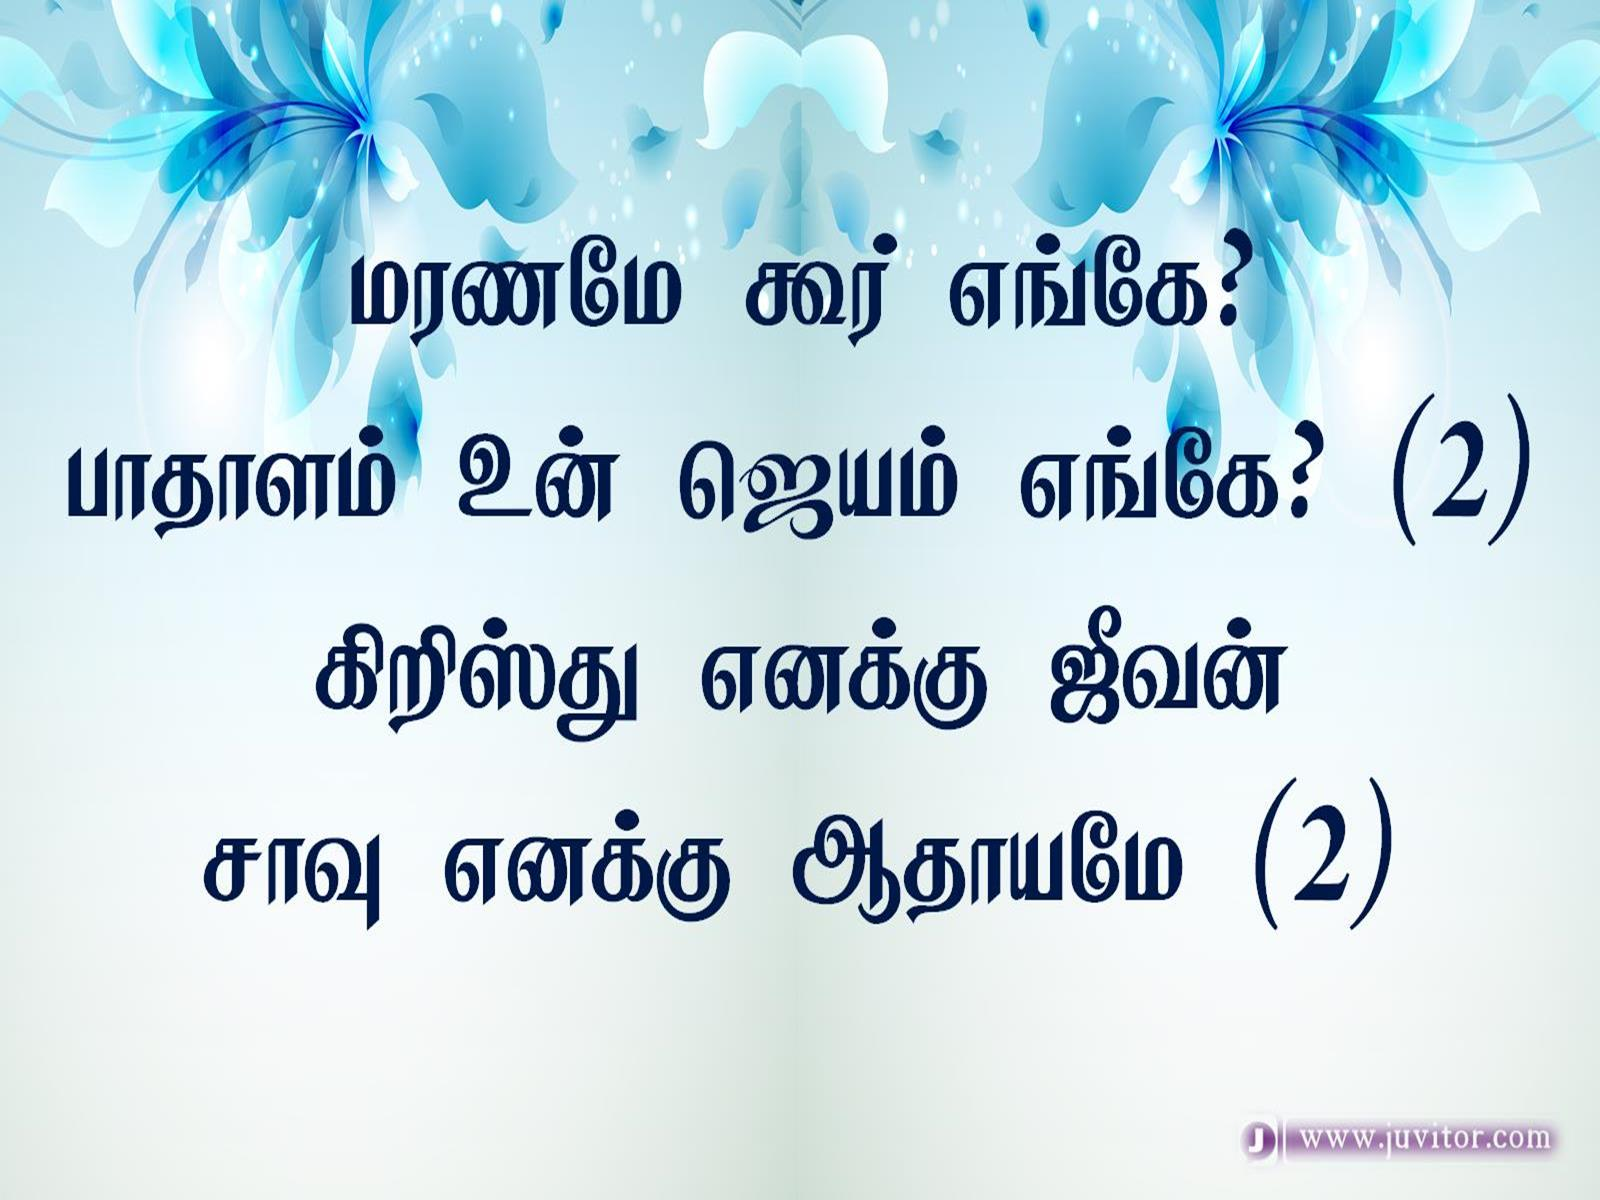 மரணமே கூர் எங்கே?
பாதாளம் உன் ஜெயம் எங்கே? (2)
கிறிஸ்து எனக்கு ஜீவன்
சாவு எனக்கு ஆதாயமே (2)
J www.juvitor.com